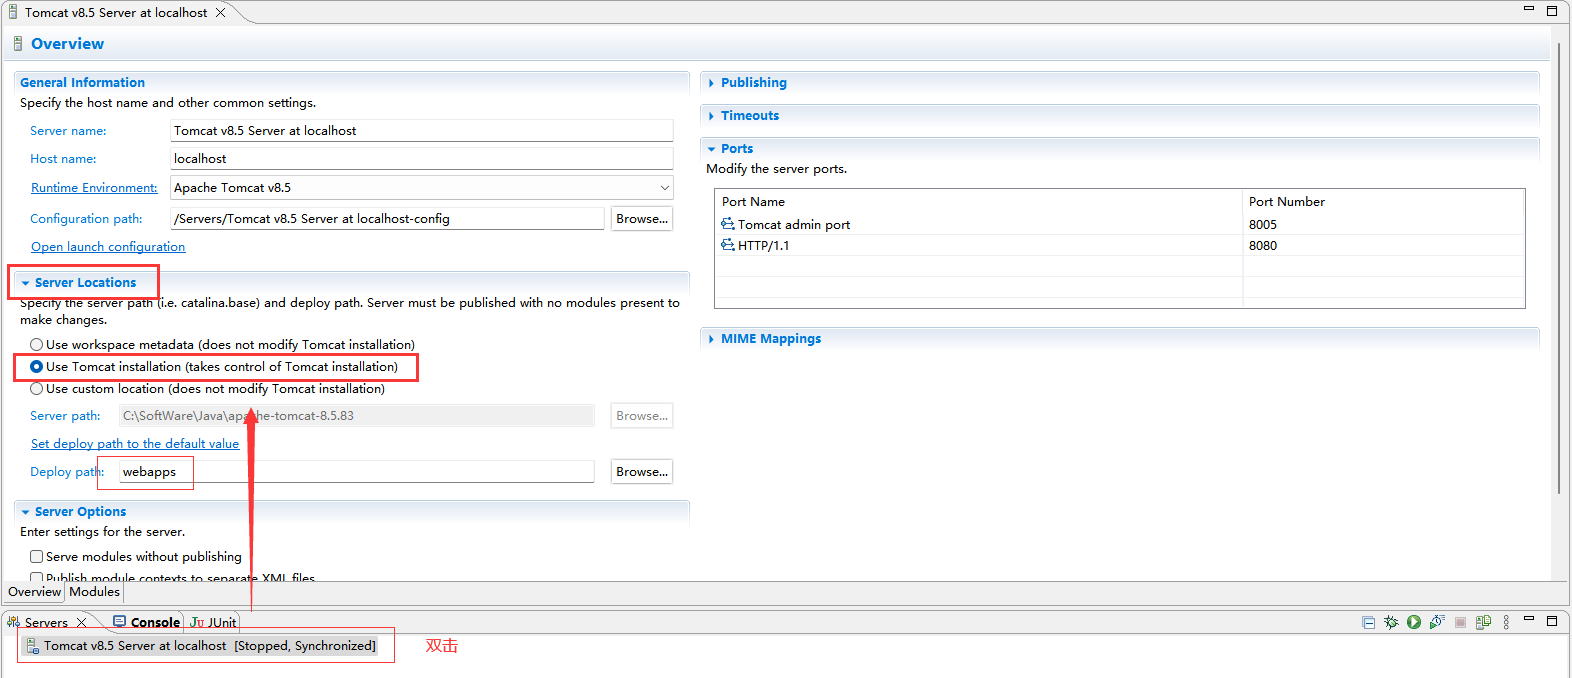 Tomcat v8.5 Server at localhost
Overview
General Information
Specify the host name and other common settings.
Server name: Tomcat v8.5 Server at localhost
Host name: localhost
Runtime Environment: Apache Tomcat v8.5
Configuration path: /Servers/Tomcat v8.5 Server at localhost-config Browse...
Open launch configuration
Server Locations
Specify the server path (i.e. catalina.base) and deploy path. Server must be published with no modules present to
make changes.
Use workspace metadata (does not modify Tomcat installation)
Use Tomcat installation (takes control of Tomcat installation)
Use custom location (does not modify Tomcat installation)
Server path: C:\SoftWare\Java\apache-tomcat-8.5.83 Browse...
Set deploy path to the default value
Deploy path: webapps Browse...
Server Options
Enter settings for the server.
Serve modules without publishing
Publish module contexts to separate XML files
Publishing
Timeouts
Ports
Modify the server ports.
Port Name Port Number
Tomcat admin port 8005
HTTP/1.1 8080
MIME Mappings
Overview Modules
Servers Console JUnit
Tomcat v8.5 Server at localhost [Stopped, Synchronized] 双击